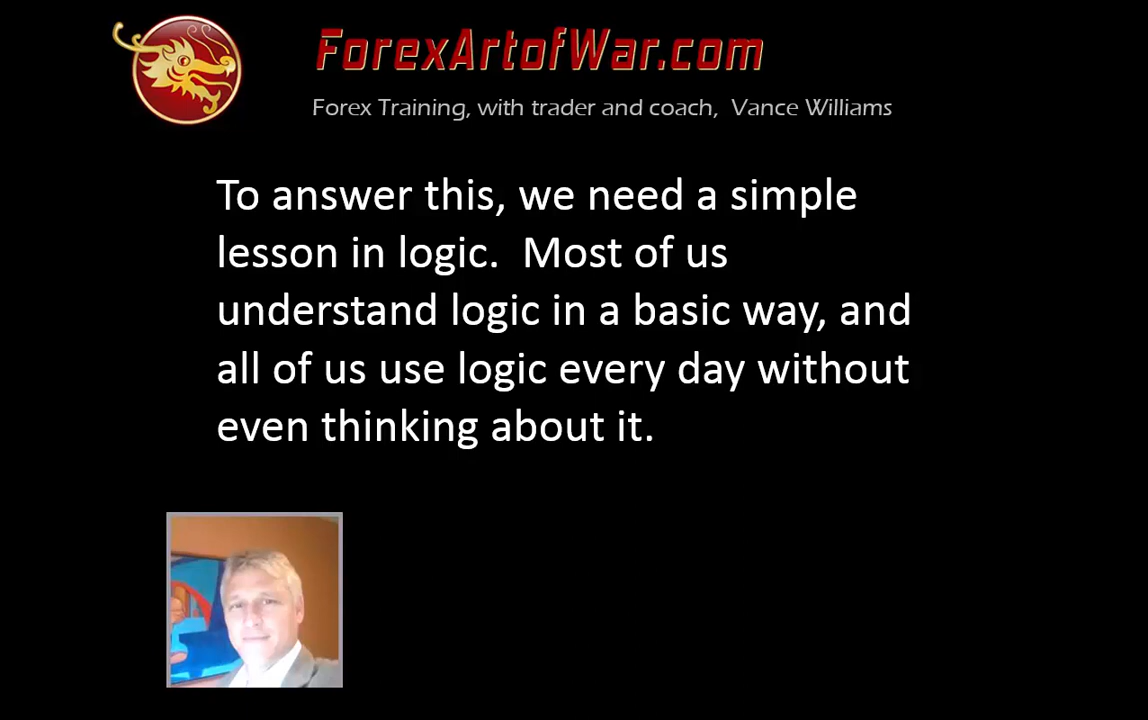 ForexArtofWar.com
Forex Training, with trader and coach, Vance Williams
To answer this, we need a simple
lesson in logic. Most of us
understand logic in a basic way, and
all of us use logic every day without
even thinking about it.